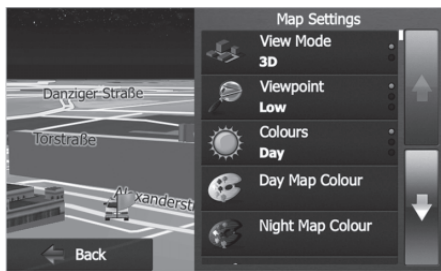 Map Settings
View Mode
3D
Viewpoint
Low
Colours
Day
Day Map Colour
Night Map Colour
Danziger Straße
Torstraße
Alexanderst
Back